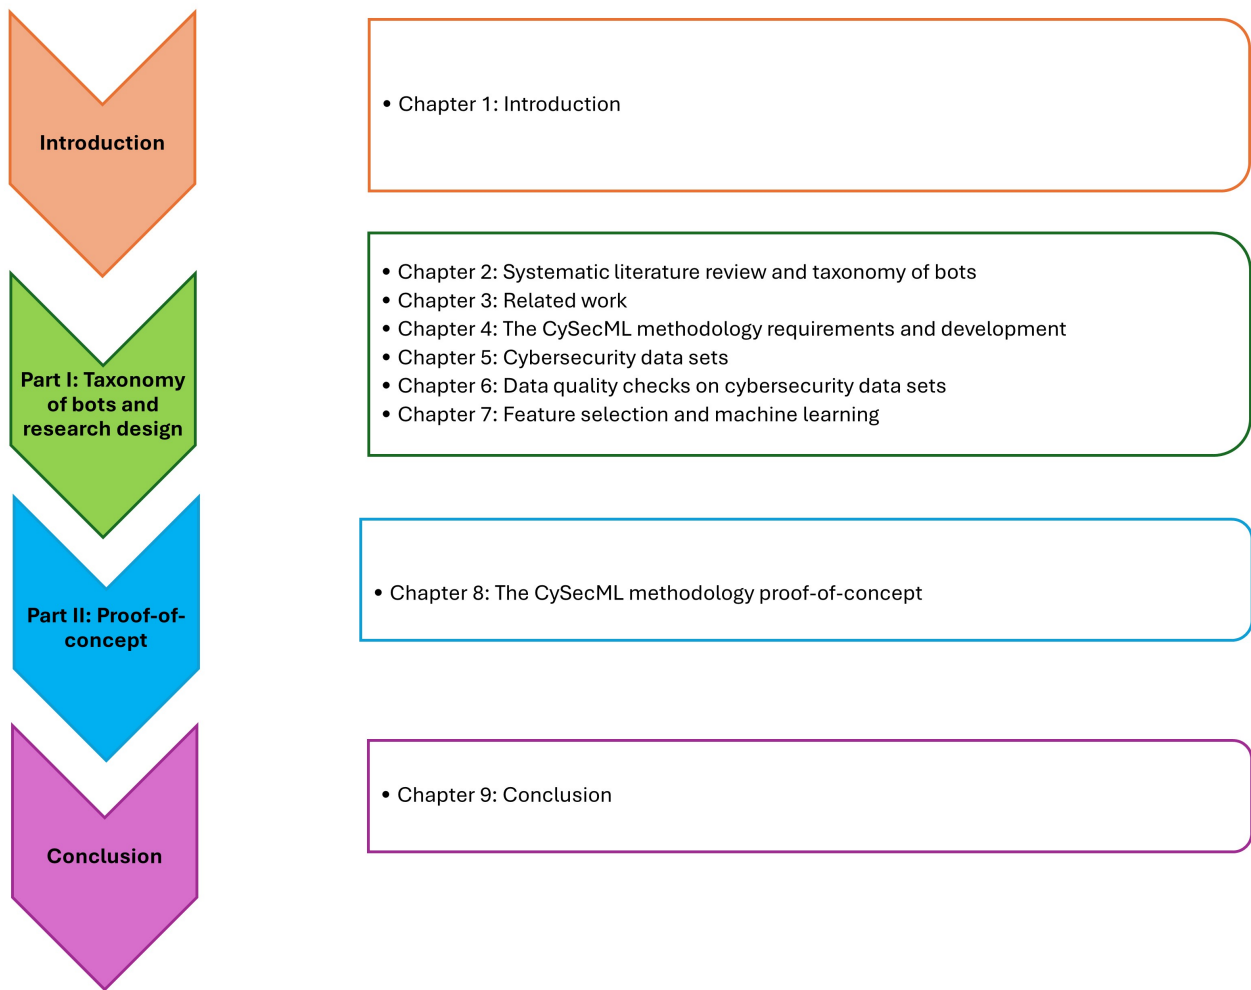 Introduction
• Chapter 1: Introduction
Part I: Taxonomy
of bots and
research design
• Chapter 2: Systematic literature review and taxonomy of bots
• Chapter 3: Related work
• Chapter 4: The CySecML methodology requirements and development
• Chapter 5: Cybersecurity data sets
• Chapter 6: Data quality checks on cybersecurity data sets
• Chapter 7: Feature selection and machine learning
Part II: Proof-of-
concept
• Chapter 8: The CySecML methodology proof-of-concept
Conclusion
• Chapter 9: Conclusion